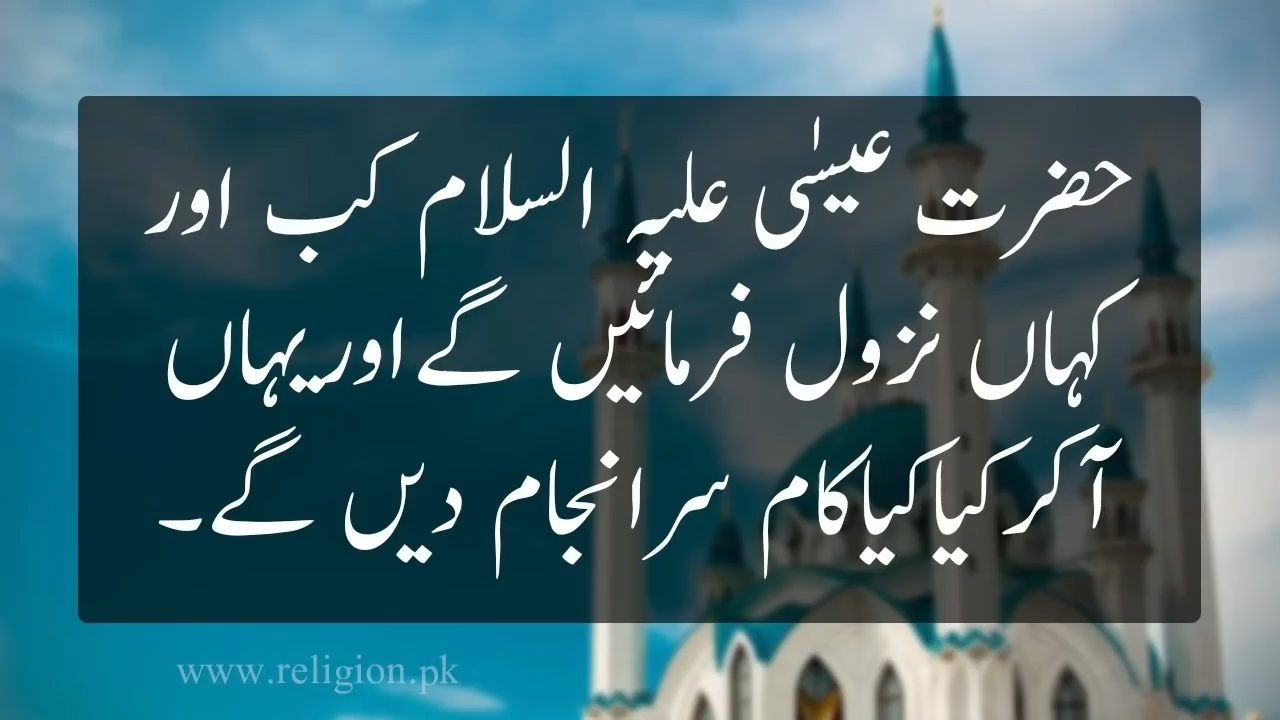 حضرت عیسٰی علیہ السلام کب اور
کہاں نزول فرمائیں گے اور یہاں
آکر کیا کیا کام سرانجام دیں گے۔
www.religion.pk